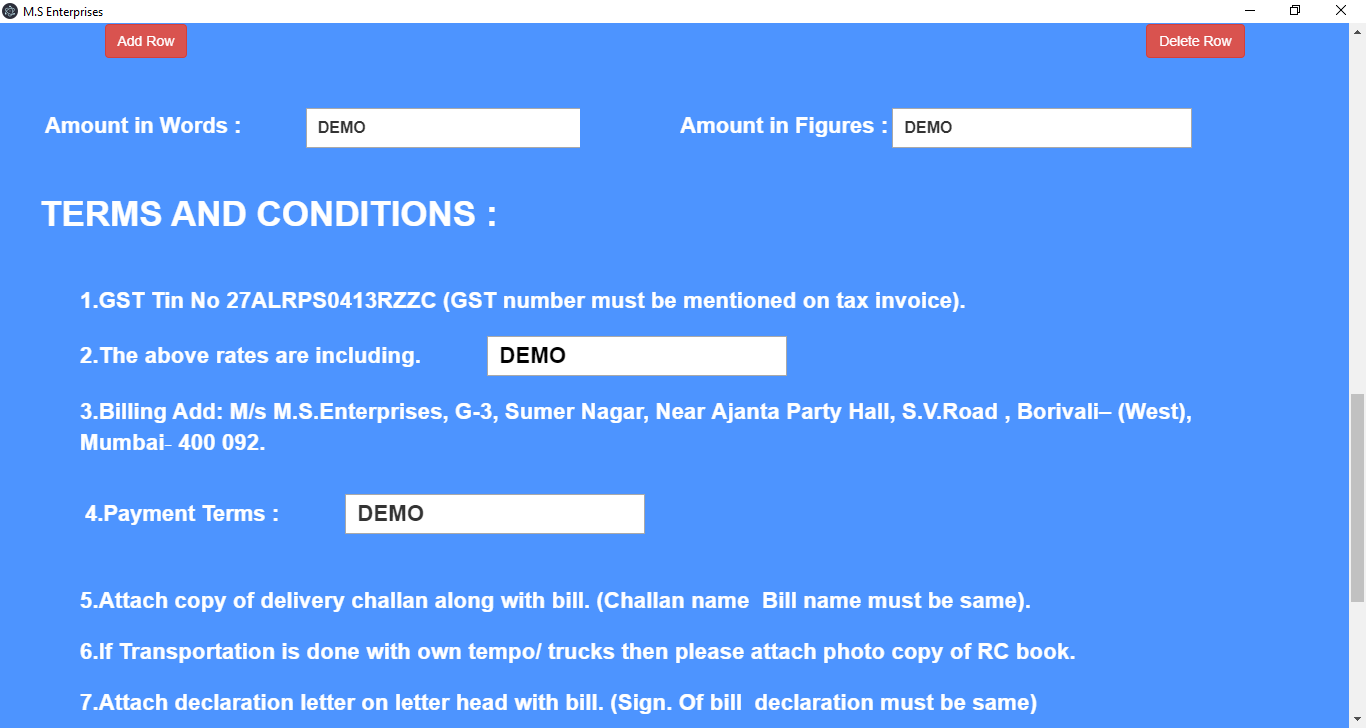 M.S Enterprises
Add Row
Delete Row
Amount in Words :
DEMO
Amount in Figures :
DEMO
TERMS AND CONDITIONS :
1.GST Tin No 27ALRPS0413RZZC (GST number must be mentioned on tax invoice).
2.The above rates are including.
DEMO
3.Billing Add: M/s M.S.Enterprises, G-3, Sumer Nagar, Near Ajanta Party Hall, S.V.Road , Borivali– (West),
Mumbai- 400 092.
4.Payment Terms :
DEMO
5.Attach copy of delivery challan along with bill. (Challan name  Bill name must be same).
6.If Transportation is done with own tempo/ trucks then please attach photo copy of RC book.
7.Attach declaration letter on letter head with bill. (Sign. Of bill  declaration must be same)